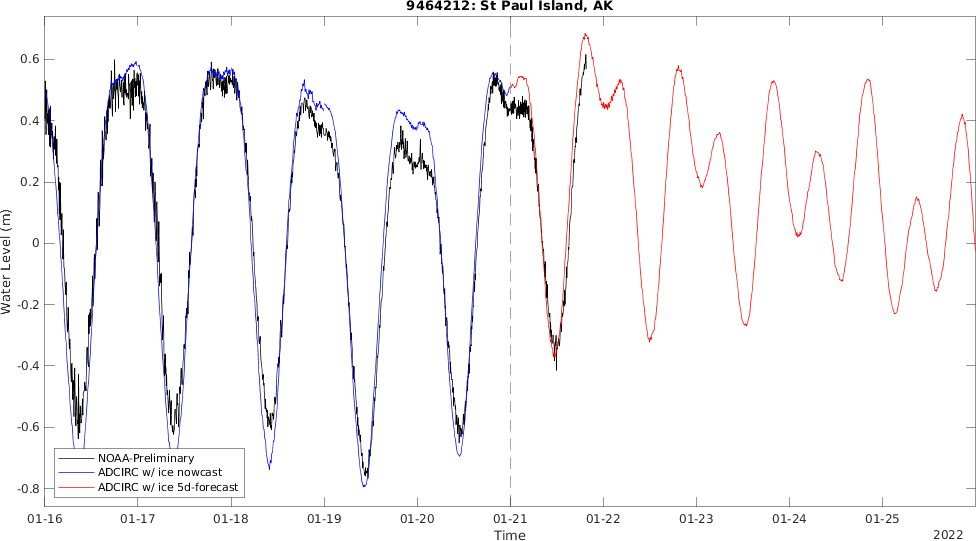 9464212: St Paul Island, AK
0.6
0.4
0.2
0
-0.2
-0.4
-0.6
-0.8
Water Level (m)
NOAA-Preliminary
ADCIRC w/ ice nowcast
ADCIRC w/ ice 5d-forecast
01-16 01-17 01-18 01-19 01-20 01-21 01-22 01-23 01-24 01-25
Time
2022